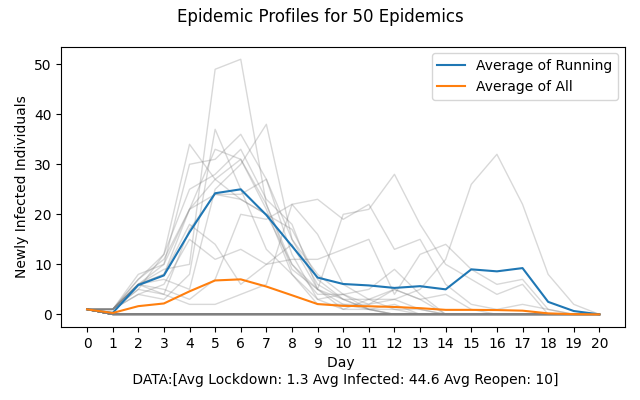 Epidemic Profiles for 50 Epidemics
Newly Infected Individuals
50
40
30
20
10
0
Average of Running
Average of All
0 1 2 3 4 5 6 7 8 9 10 11 12 13 14 15 16 17 18 19 20
Day
DATA:[Avg Lockdown: 1.3 Avg Infected: 44.6 Avg Reopen: 10]